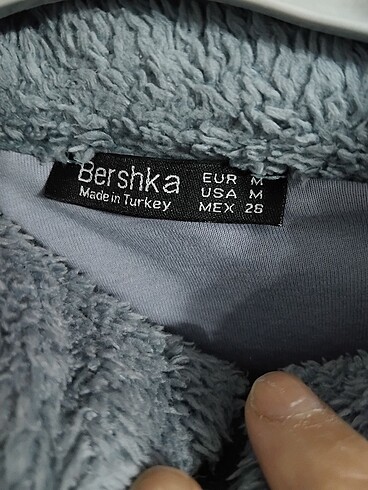 Bershka
Made in Turkey
EUR M
USA M
MEX 28